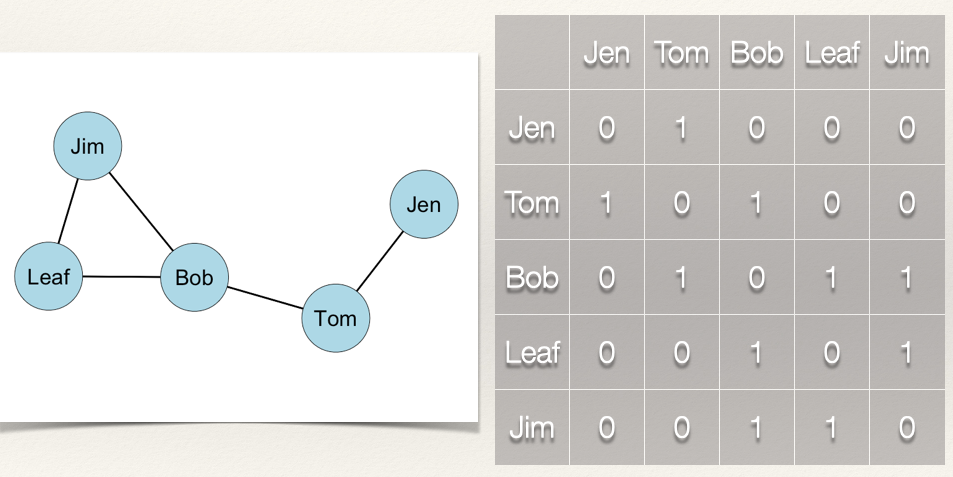 Jim
Jen
Leaf
Bob
Tom
Jen Tom Bob Leaf Jim
Jen 0 1 0 0 0
Tom 1 0 1 0 0
Bob 0 1 0 1 1
Leaf 0 0 1 0 1
Jim 0 0 1 1 0